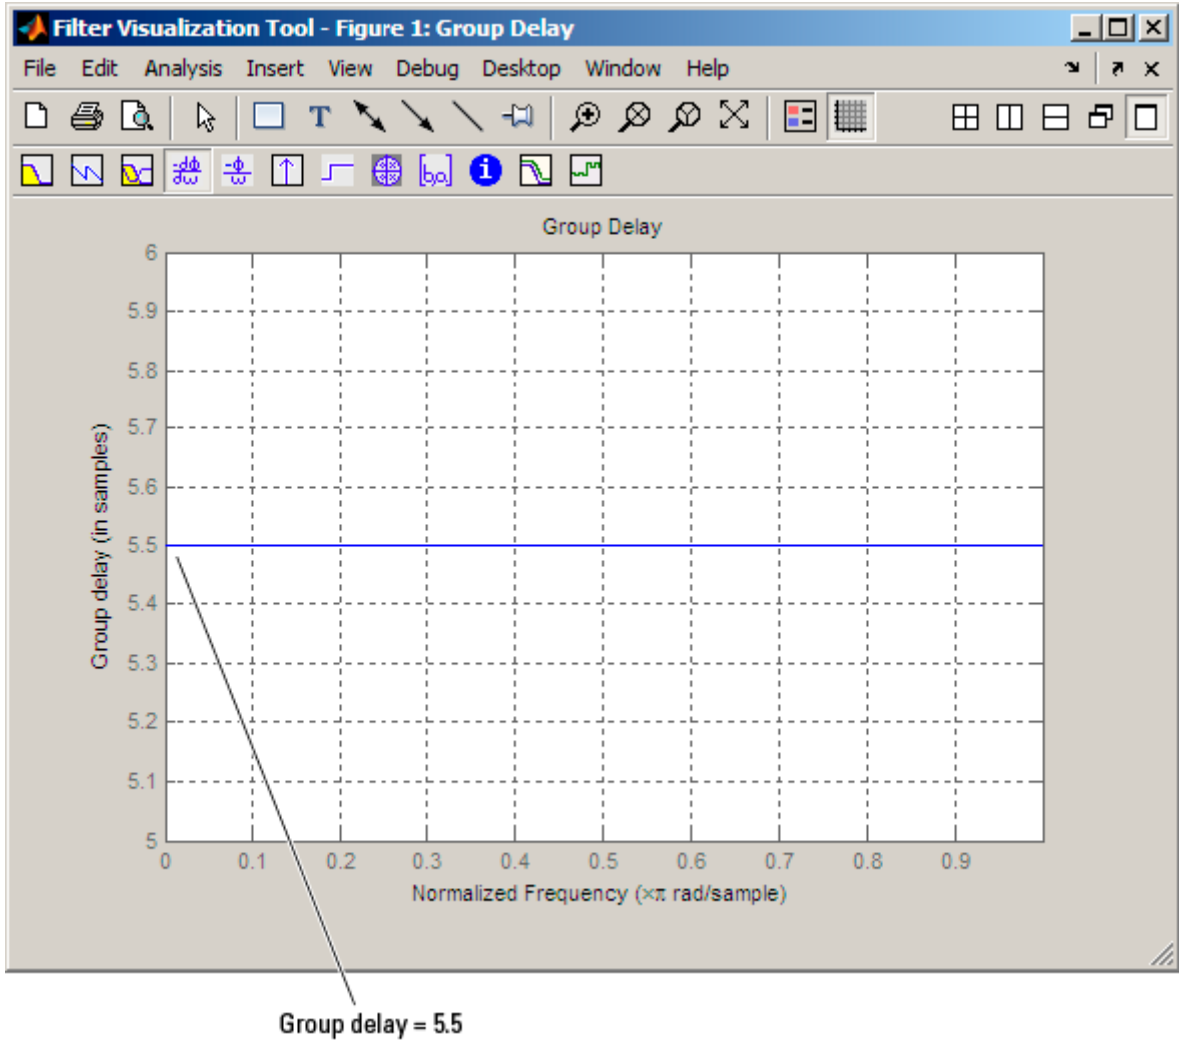 Filter Visualization Tool - Figure 1: Group Delay
File Edit Analysis Insert View Debug Desktop Window Help
T
-dϕ
dω
-ϕ
ω
[b,a]
i
Group Delay
6
5.9
5.8
5.7
5.6
5.5
5.4
5.3
5.2
5.1
5
Group delay (in samples)
0 0.1 0.2 0.3 0.4 0.5 0.6 0.7 0.8 0.9
Normalized Frequency (×π rad/sample)
Group delay = 5.5